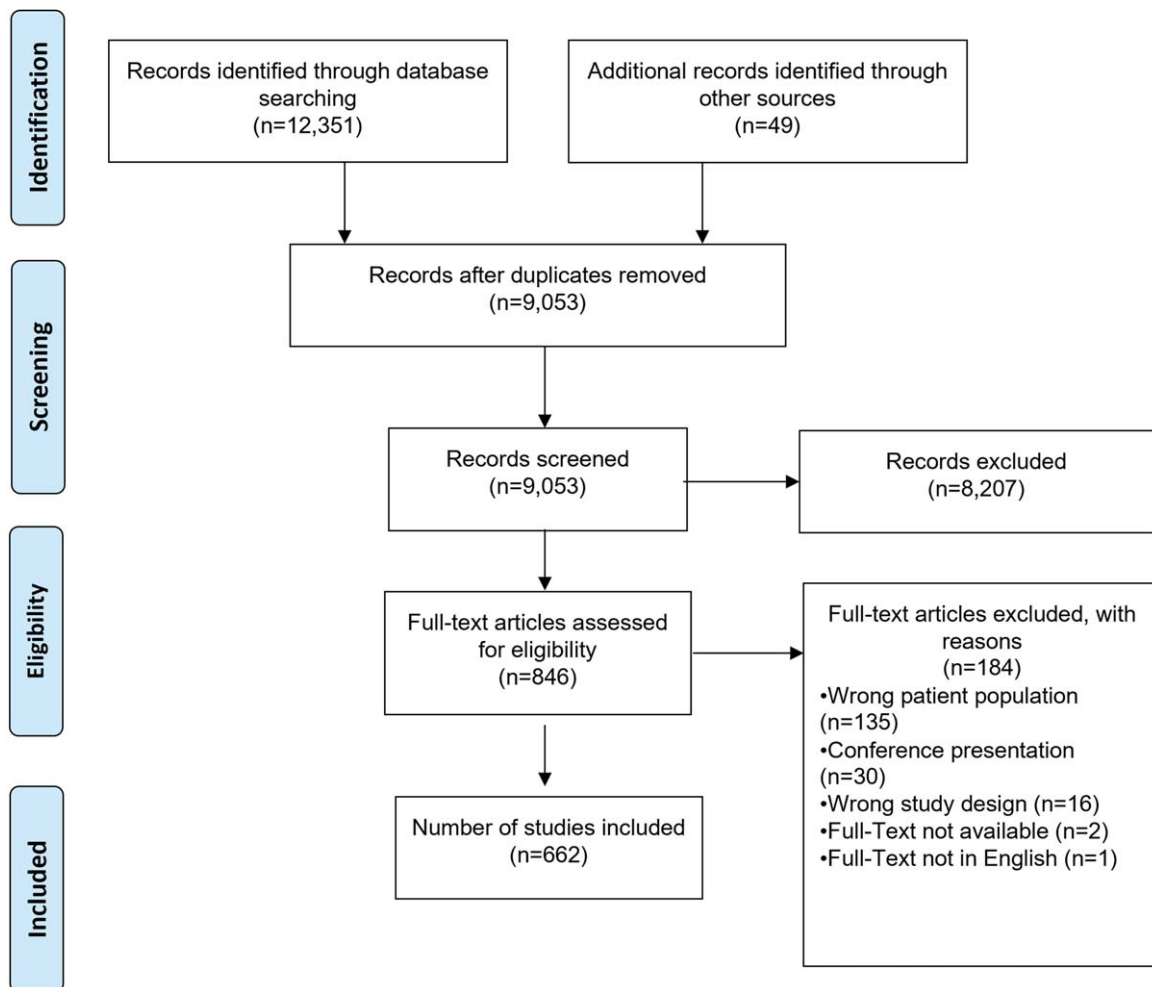 Identification
Records identified through database
searching
(n=12,351)
Additional records identified through
other sources
(n=49)
Screening
Records after duplicates removed
(n=9,053)
Records screened
(n=9,053)
Records excluded
(n=8,207)
Eligibility
Full-text articles assessed
for eligibility
(n=846)
Full-text articles excluded, with
reasons
(n=184)
•Wrong patient population
(n=135)
•Conference presentation
(n=30)
•Wrong study design (n=16)
•Full-Text not available (n=2)
•Full-Text not in English (n=1)
Included
Number of studies included
(n=662)